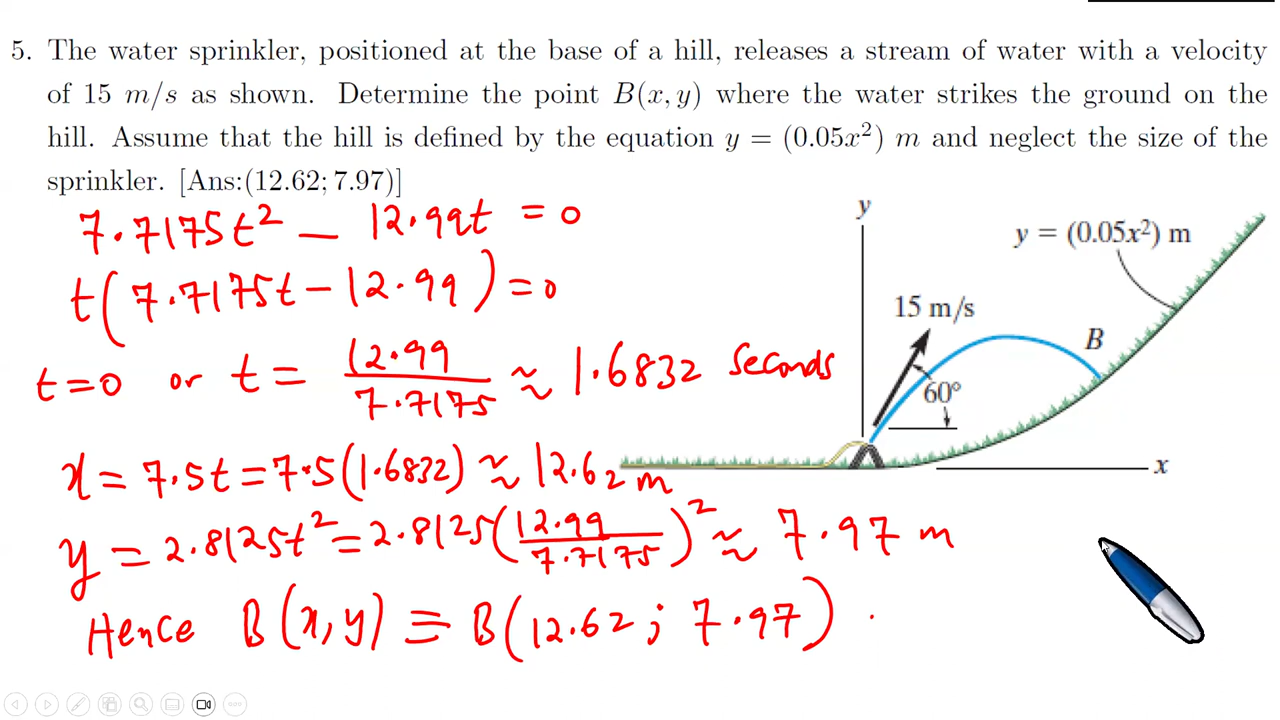 5. The water sprinkler, positioned at the base of a hill, releases a stream of water with a velocity
of 15 m/s as shown. Determine the point B(x, y) where the water strikes the ground on the
hill. Assume that the hill is defined by the equation y = (0.05x²) m and neglect the size of the
sprinkler. [Ans:(12.62; 7.97)]
7.7175t² - 12.99t = 0
t(7.7175t - 12.99) = 0
t=0 or t = 12.99/7.7175 ≈ 1.6832 seconds
x = 7.5t = 7.5(1.6832) ≈ 12.62 m
y = 2.8125t² = 2.8125(12.99/7.7175)² ≈ 7.97 m
Hence B(x, y) ≡ B(12.62; 7.97).
y
y = (0.05x²) m
15 m/s
B
60°
x